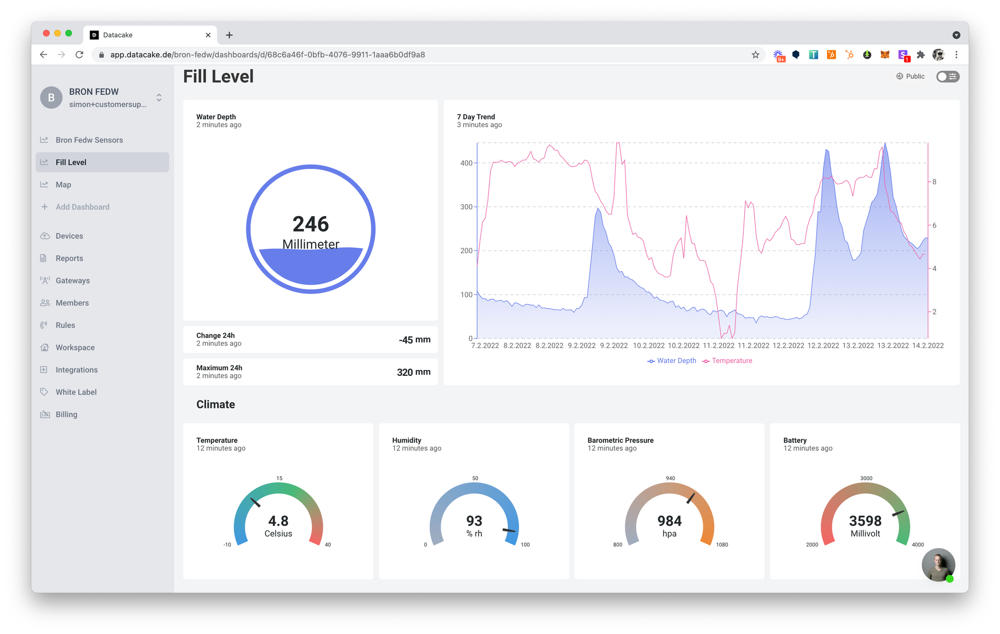 Datacake
app.datacake.de/bron-fedw/dashboards/d/68c6a46f-0bfb-4076-9911-1aaa6b0df9a8
9+
T
S
1
B
BRON FEDW
simon+customersup...
Bron Fedw Sensors
Fill Level
Map
Add Dashboard
Devices
Reports
Gateways
Members
Rules
Workspace
Integrations
White Label
Billing
Fill Level
Public
Water Depth
2 minutes ago
246
Millimeter
Change 24h
2 minutes ago
-45 mm
Maximum 24h
2 minutes ago
320 mm
7 Day Trend
3 minutes ago
400
300
200
100
0
8
6
4
2
7.2.2022 8.2.2022 8.2.2022 9.2.2022 9.2.2022 10.2.2022 10.2.2022 11.2.2022 11.2.2022 12.2.2022 12.2.2022 13.2.2022 13.2.2022 14.2.2022
Water Depth Temperature
Climate
Temperature
12 minutes ago
15
4.8
Celsius
-10 40
Humidity
12 minutes ago
50
93
% rh
0 100
Barometric Pressure
12 minutes ago
940
984
hpa
800 1080
Battery
12 minutes ago
3000
3598
Millivolt
2000 4000